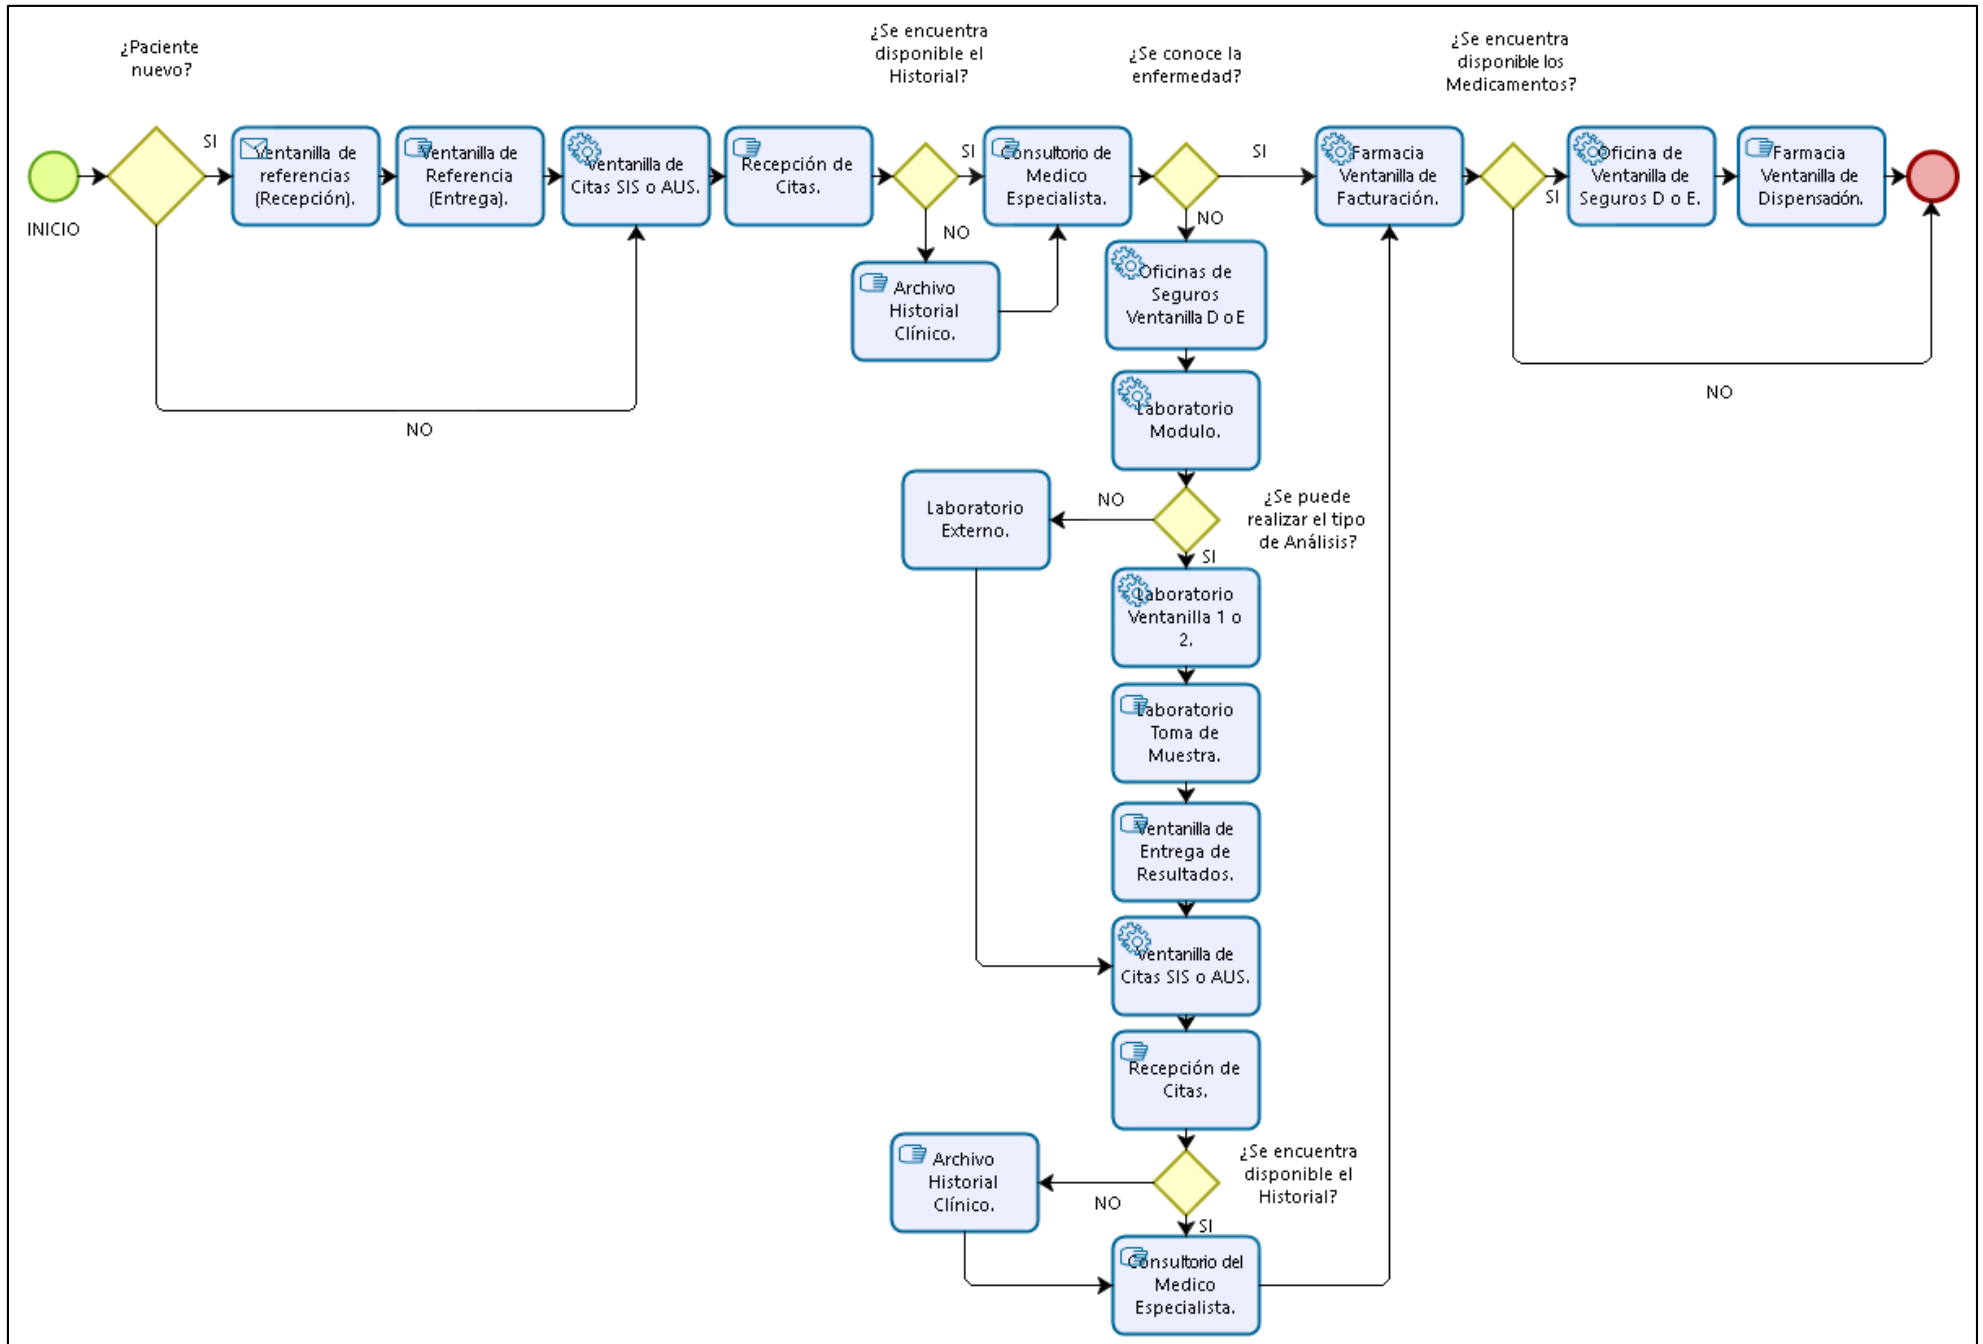 ¿Paciente
nuevo?
¿Se encuentra
disponible el
Historial?
¿Se conoce la
enfermedad?
¿Se encuentra
disponible los
Medicamentos?
INICIO
SI
Ventanilla de
referencias
(Recepción).
Ventanilla de
Referencia
(Entrega).
Ventanilla de
Citas SIS o AUS.
Recepción de
Citas.
SI
Consultorio de
Medico
Especialista.
SI
Farmacia
Ventanilla de
Facturación.
SI
Oficina de
Ventanilla de
Seguros D o E.
Farmacia
Ventanilla de
Dispensación.
NO
NO
NO
Archivo
Historial
Clínico.
Oficinas de
Seguros
Ventanilla D o E
NO
Laboratorio
Modulo.
¿Se puede
realizar el tipo
de Análisis?
NO
Laboratorio
Externo.
SI
Laboratorio
Ventanilla 1 o
2.
Laboratorio
Toma de
Muestra.
Ventanilla de
Entrega de
Resultados.
Ventanilla de
Citas SIS o AUS.
Recepción de
Citas.
¿Se encuentra
disponible el
Historial?
NO
Archivo
Historial
Clínico.
SI
Consultorio del
Medico
Especialista.